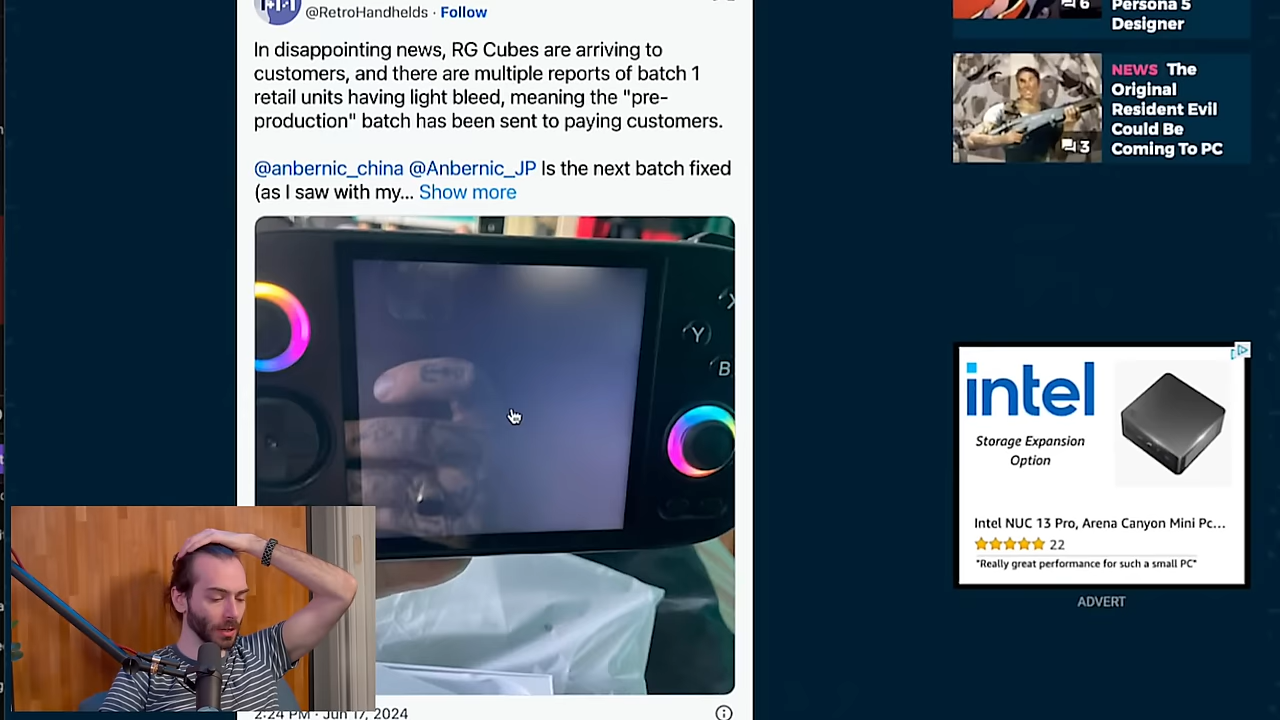 @RetroHandhelds · Follow
In disappointing news, RG Cubes are arriving to
customers, and there are multiple reports of batch 1
retail units having light bleed, meaning the "pre-
production" batch has been sent to paying customers.
@anbernic_china @Anbernic_JP Is the next batch fixed
(as I saw with my... Show more
Y
B
2:24 PM · Jun 17, 2024
6
Persona 5
Designer
3
NEWS The
Original
Resident Evil
Could Be
Coming To PC
intel
Storage Expansion
Option
Intel NUC 13 Pro, Arena Canyon Mini Pc...
22
"Really great performance for such a small PC"
ADVERT